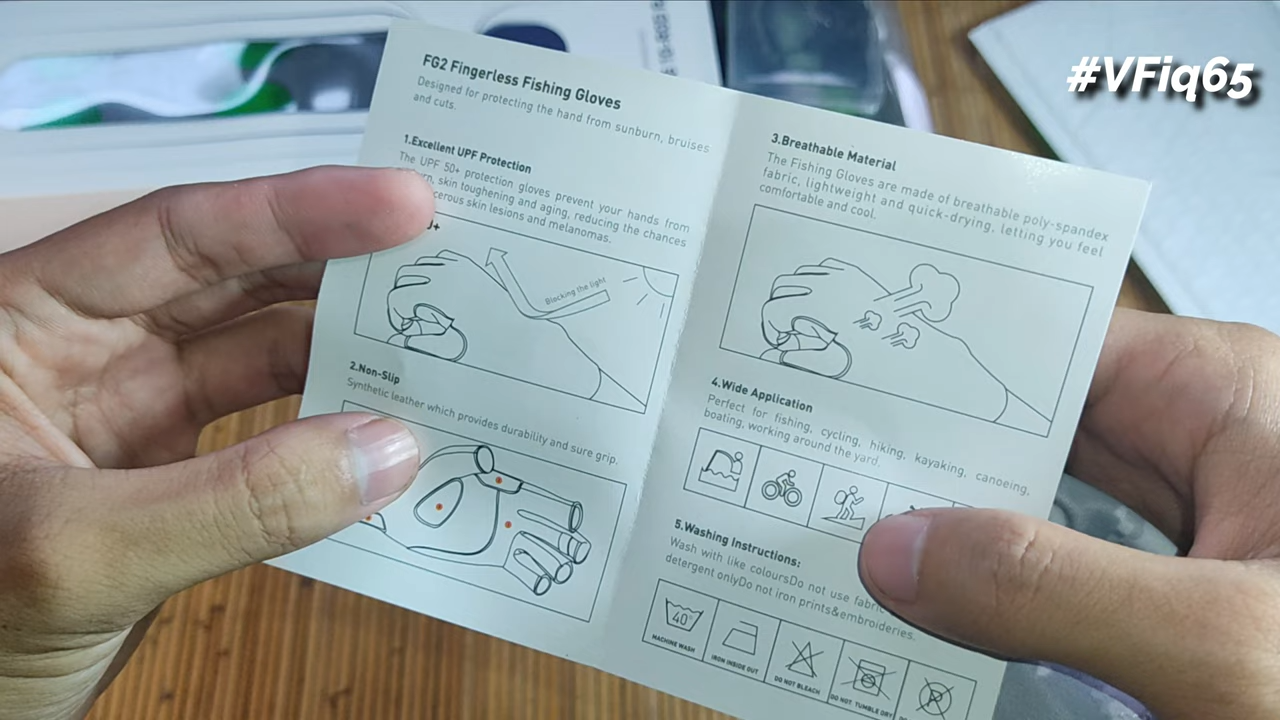 #VFiq65
FG2 Fingerless Fishing Gloves
Designed for protecting the hand from sunburn, bruises
and cuts.
1.Excellent UPF Protection
The UPF 50+ protection gloves prevent your hands from
skin toughening and aging, reducing the chances
skin lesions and melanomas.
Blocking the light
2.Non-Slip
Synthetic leather which provides durability and sure grip.
3.Breathable Material
The Fishing Gloves are made of breathable poly-spandex
fabric, lightweight and quick-drying, letting you feel
comfortable and cool.
4.Wide Application
Perfect for fishing, cycling, hiking, kayaking, canoeing,
boating, working around the yard.
5.Washing Instructions:
Wash with like coloursDo not use fabric
detergent onlyDo not iron prints&embroideries.
40°
MACHINE WASH
IRON INSIDE OUT
DO NOT BLEACH
DO NOT TUMBLE DRY
P